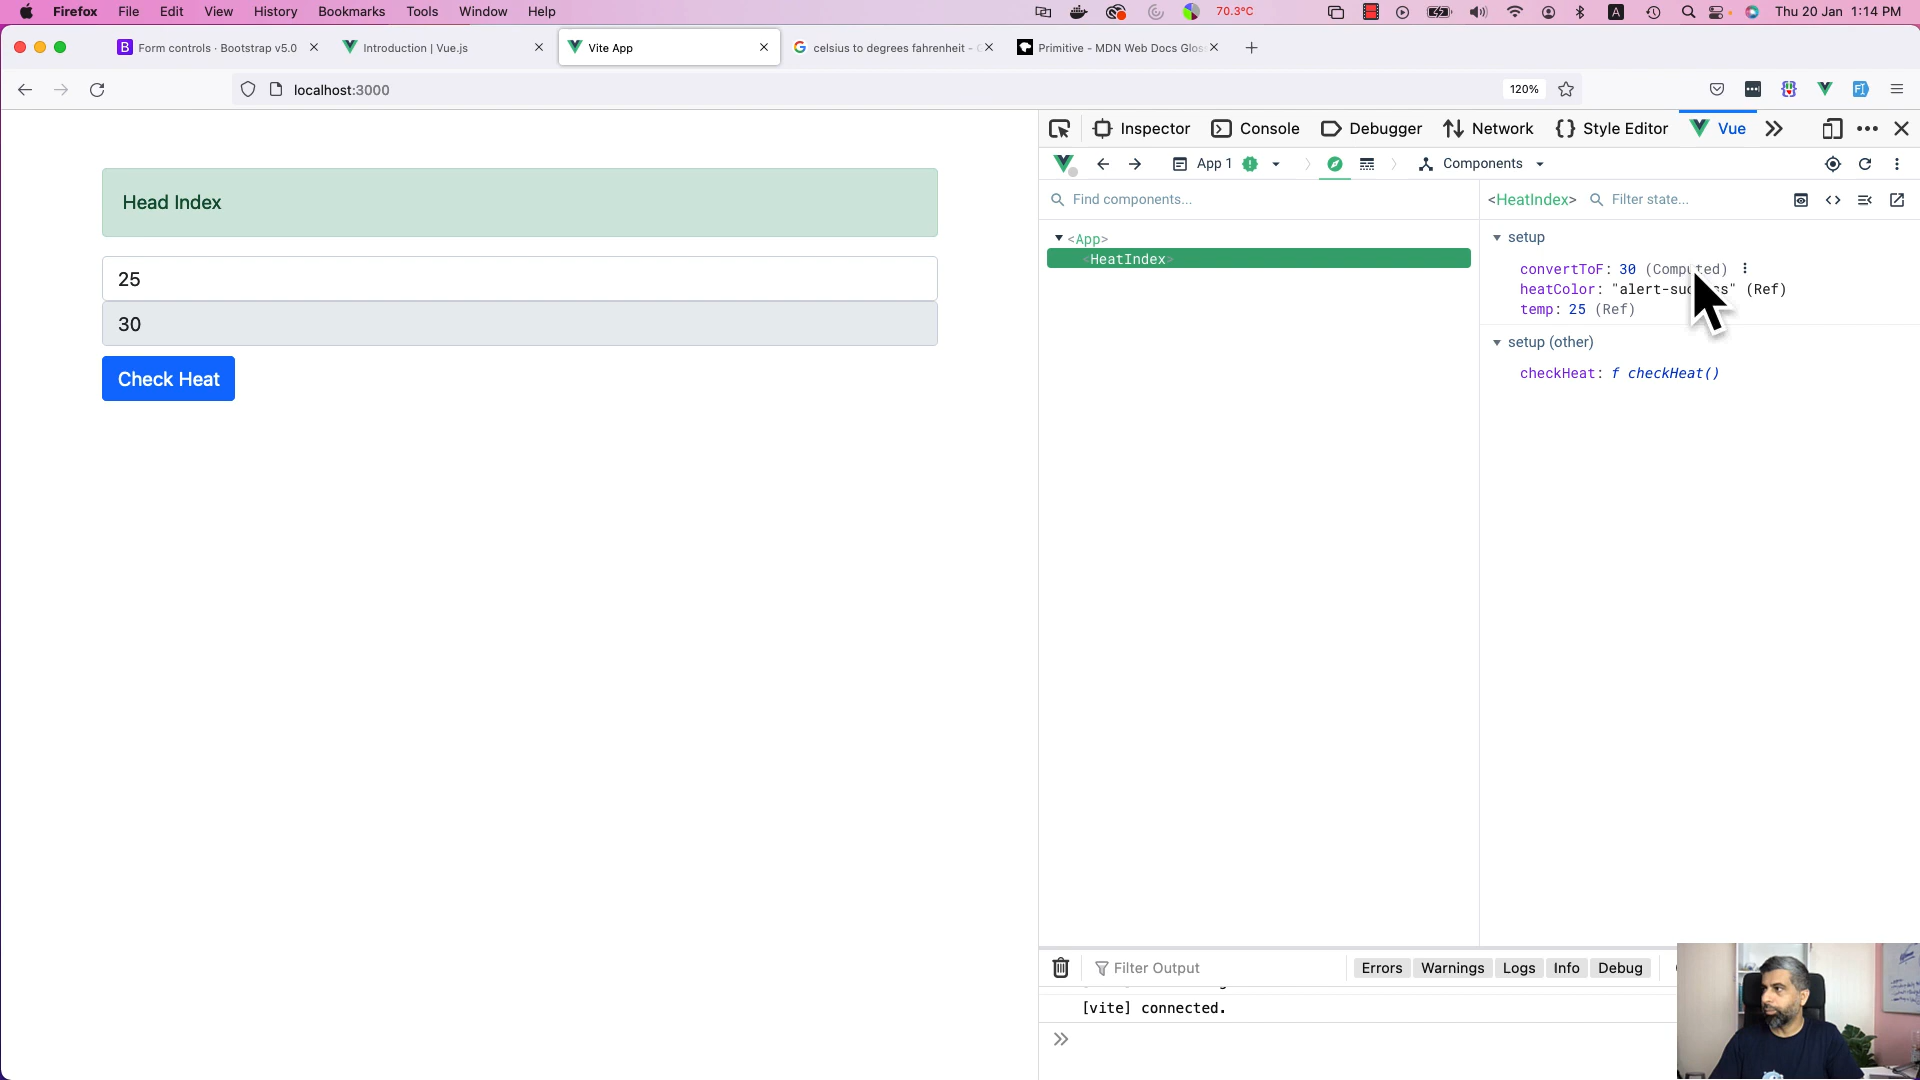 Firefox File Edit View History Bookmarks Tools Window Help 70.3°C A Thu 20 Jan 1:14 PM
B Form controls · Bootstrap v5.0 Introduction | Vue.js Vite App celsius to degrees fahrenheit - Primitive - MDN Web Docs Glos
localhost:3000 120%
Inspector Console Debugger Network Style Editor Vue
App 1 Components
Find components... <HeatIndex> Filter state...
Head Index
<App>
<HeatIndex>
setup
convertToF: 30 (Computed)
heatColor: "alert-success" (Ref)
temp: 25 (Ref)
setup (other)
checkHeat: f checkHeat()
25
30
Check Heat
Filter Output Errors Warnings Logs Info Debug
[vite] connected.